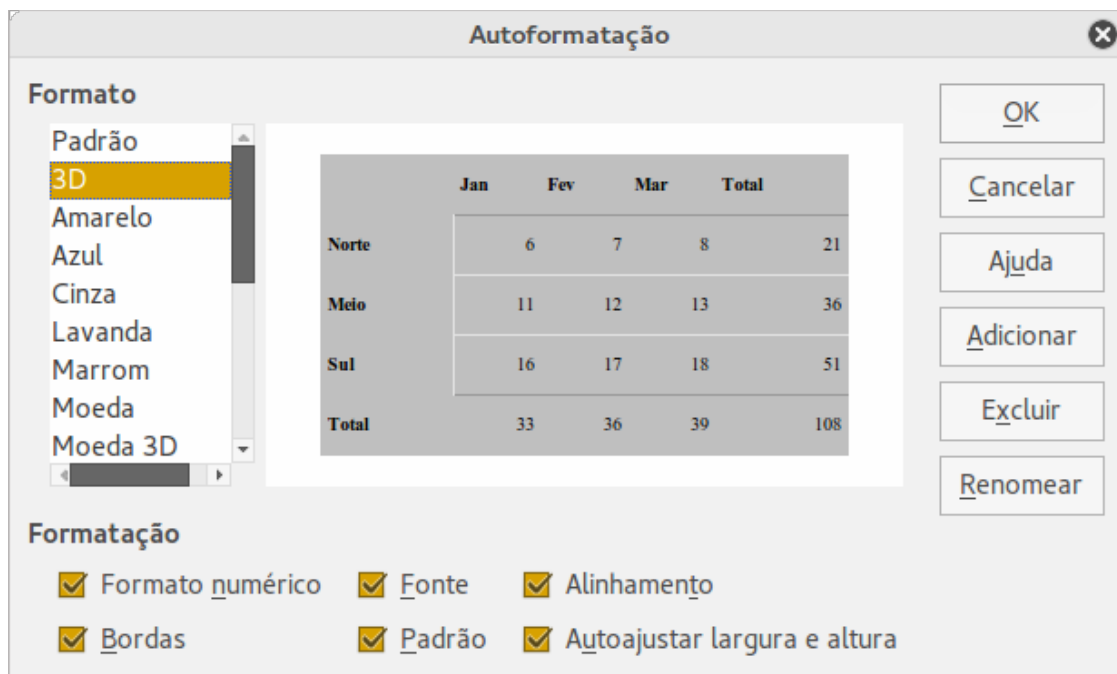 Autoformatação
Formato
Padrão
3D
Amarelo
Azul
Cinza
Lavanda
Marrom
Moeda
Moeda 3D
Jan Fev Mar Total
Norte 6 7 8 21
Meio 11 12 13 36
Sul 16 17 18 51
Total 33 36 39 108
OK
Cancelar
Ajuda
Adicionar
Excluir
Renomear
Formatação
Formato numérico Fonte Alinhamento
Bordas Padrão Autoajustar largura e altura